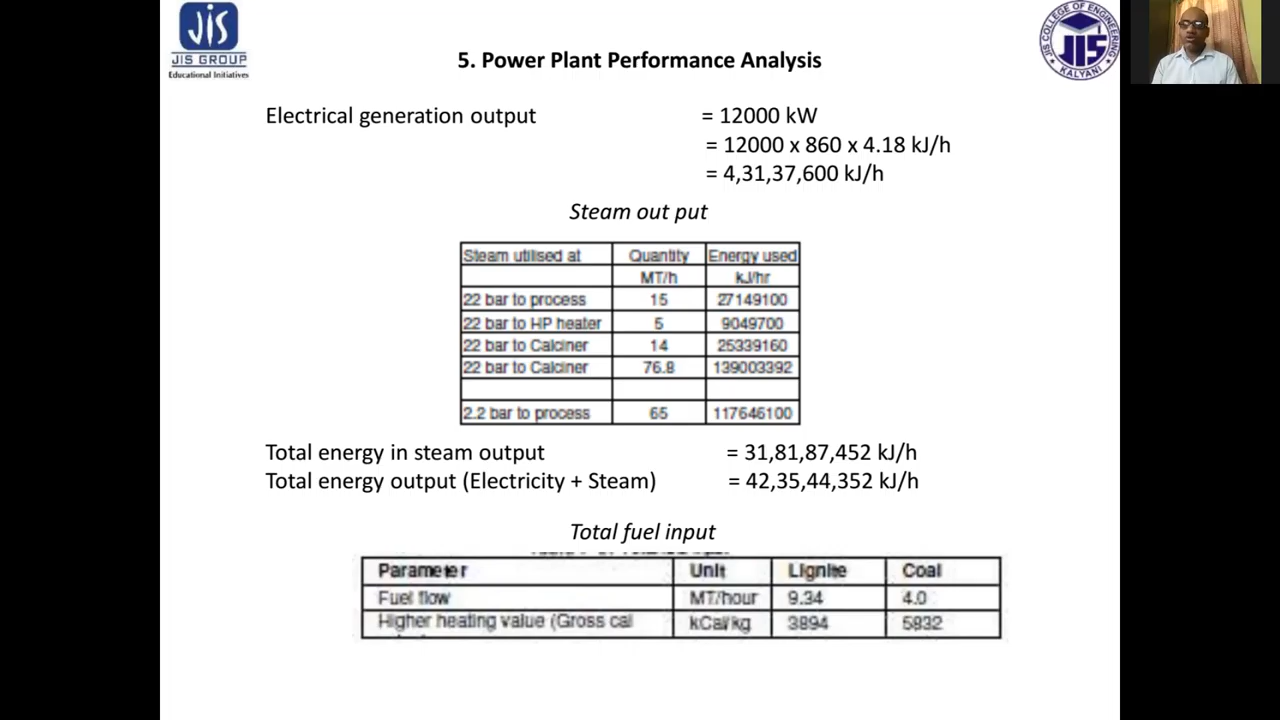 JIS
JIS GROUP
Educational Initiatives
JIS COLLEGE OF ENGINEERING
JIS
KALYANI
5. Power Plant Performance Analysis
Electrical generation output = 12000 kW
= 12000 x 860 x 4.18 kJ/h
= 4,31,37,600 kJ/h
Steam out put
Steam utilised at Quantity Energy used
MT/h kJ/hr
22 bar to process 15 27149100
22 bar to HP heater 5 9049700
22 bar to Calciner 14 25339160
22 bar to Calciner 76.8 139003392
2.2 bar to process 65 117646100
Total energy in steam output = 31,81,87,452 kJ/h
Total energy output (Electricity + Steam) = 42,35,44,352 kJ/h
Total fuel input
Parameter Unit Lignite Coal
Fuel flow MT/hour 9.34 4.0
Higher heating value (Gross cal kCal/kg 3894 5832